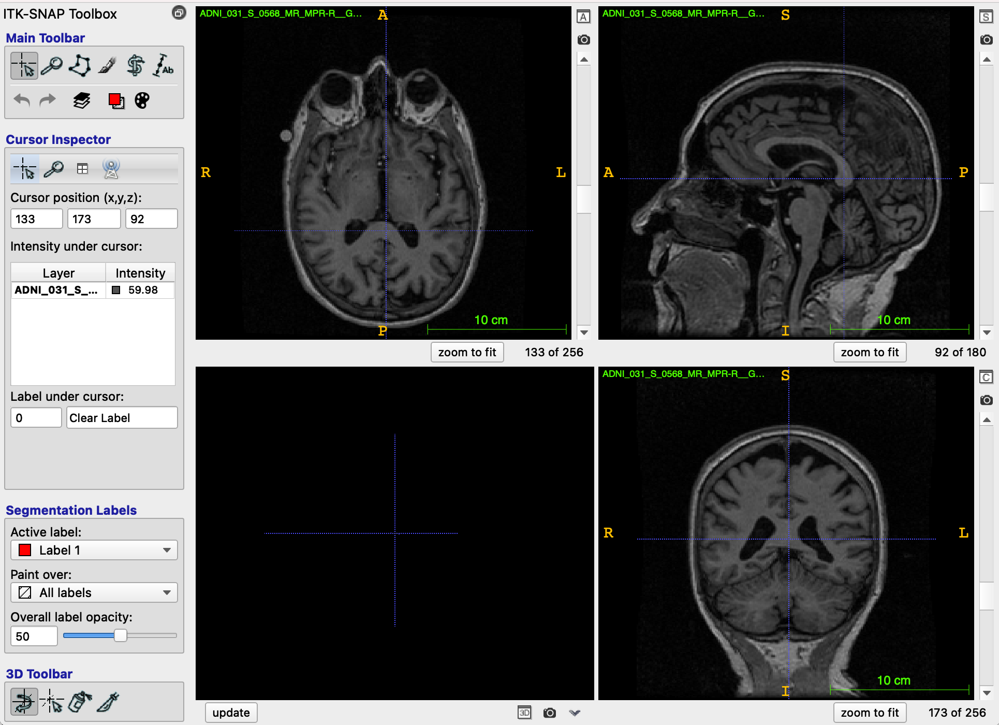 ITK-SNAP Toolbox
Main Toolbar
Ab
Cursor Inspector
Cursor position (x,y,z):
133 173 92
Intensity under cursor:
Layer Intensity
ADNI_031_S_... 59.98
Label under cursor:
0 Clear Label
Segmentation Labels
Active label:
Label 1
Paint over:
All labels
Overall label opacity:
50
3D Toolbar
ADNI_031_S_0568_MR_MPR-R__G...
A
A
R
L
P
10 cm
zoom to fit 133 of 256
ADNI_031_S_0568_MR_MPR-R__G...
S
S
A
P
I
10 cm
zoom to fit 92 of 180
update
3D
ADNI_031_S_0568_MR_MPR-R__G...
S
C
R
L
I
10 cm
zoom to fit 173 of 256